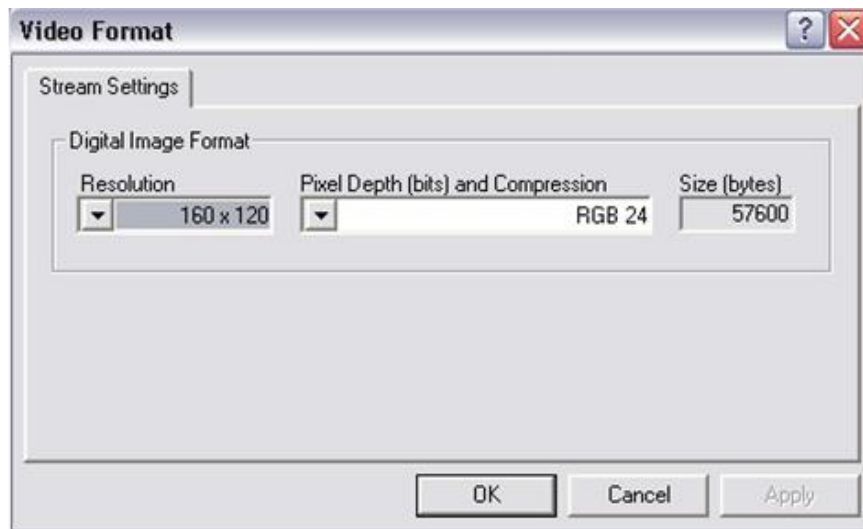 Video Format
?
Stream Settings
Digital Image Format
Resolution Pixel Depth (bits) and Compression Size (bytes)
160 x 120 RGB 24 57600
OK Cancel Apply